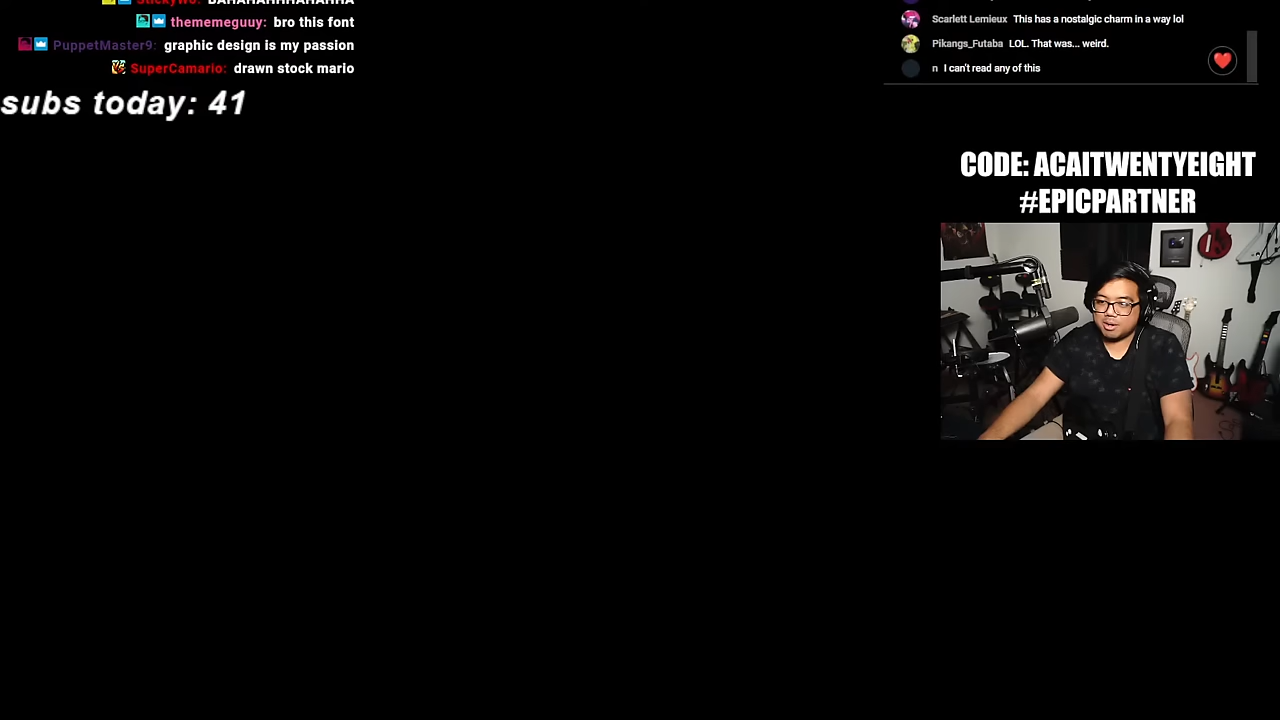 thememeguuy: bro this font
PuppetMaster9: graphic design is my passion
SuperCamario: drawn stock mario
subs today: 41
Scarlett Lemieux This has a nostalgic charm in a way lol
Pikangs_Futaba LOL. That was... weird.
n I can't read any of this
CODE: ACAITWENTYEIGHT
#EPICPARTNER